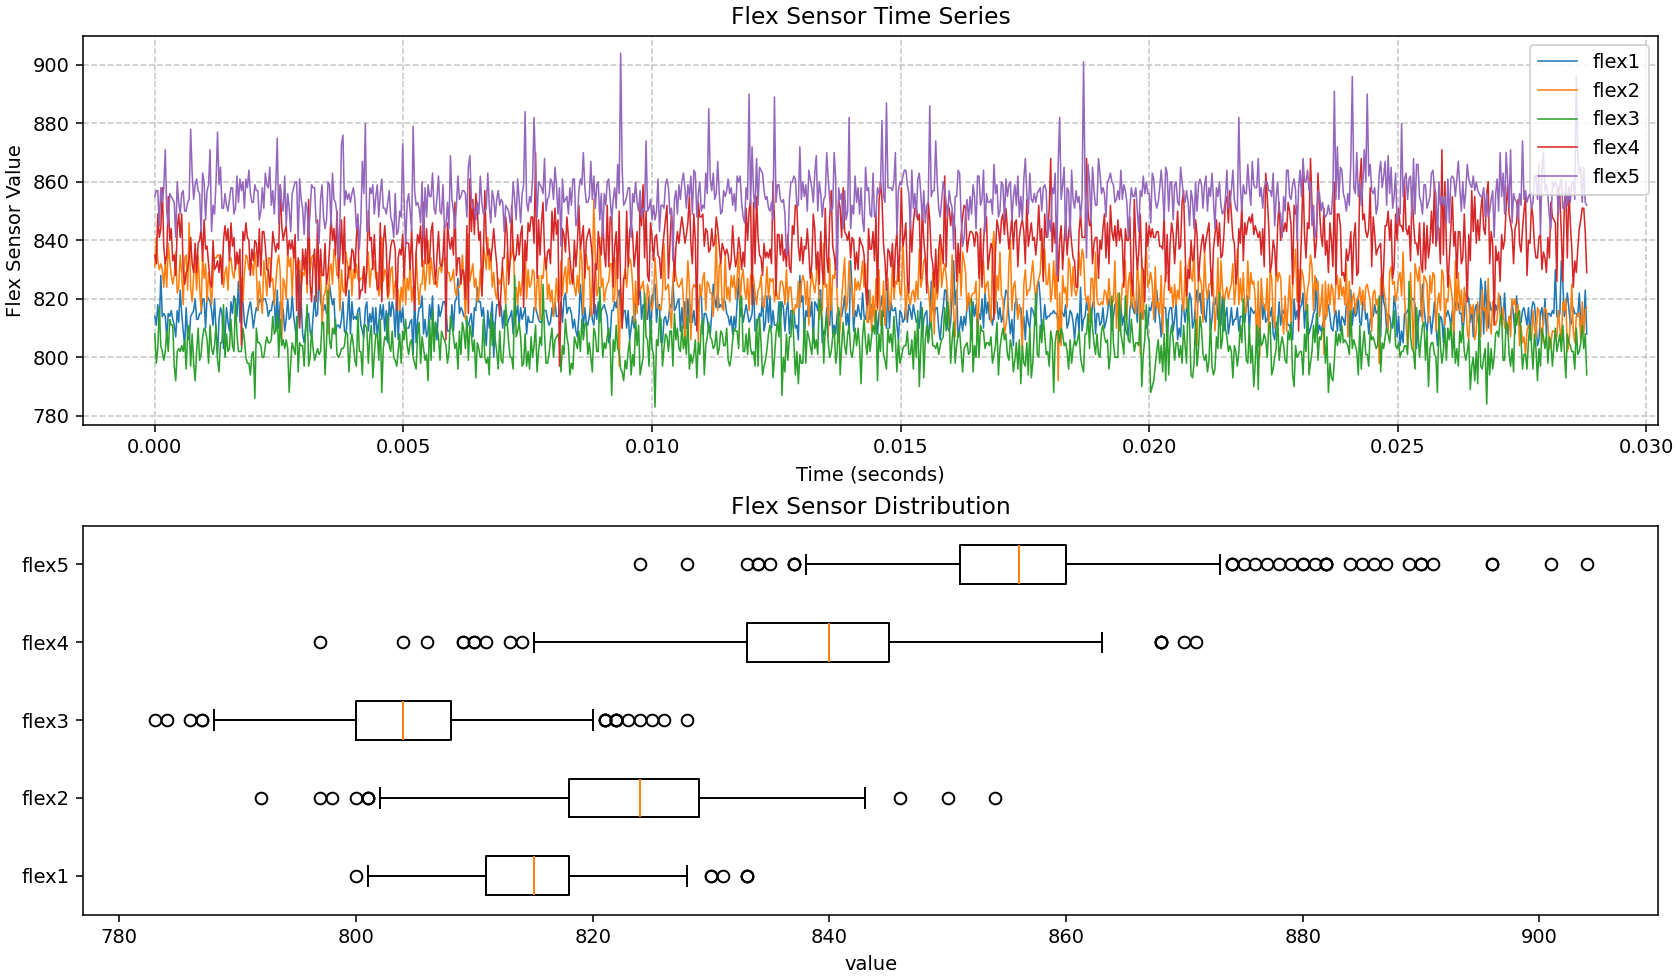 Flex Sensor Time Series
Flex Sensor Value
900
880
860
840
820
800
780
flex1
flex2
flex3
flex4
flex5
0.000 0.005 0.010 0.015 0.020 0.025 0.030
Time (seconds)
Flex Sensor Distribution
flex5
flex4
flex3
flex2
flex1
780 800 820 840 860 880 900
value